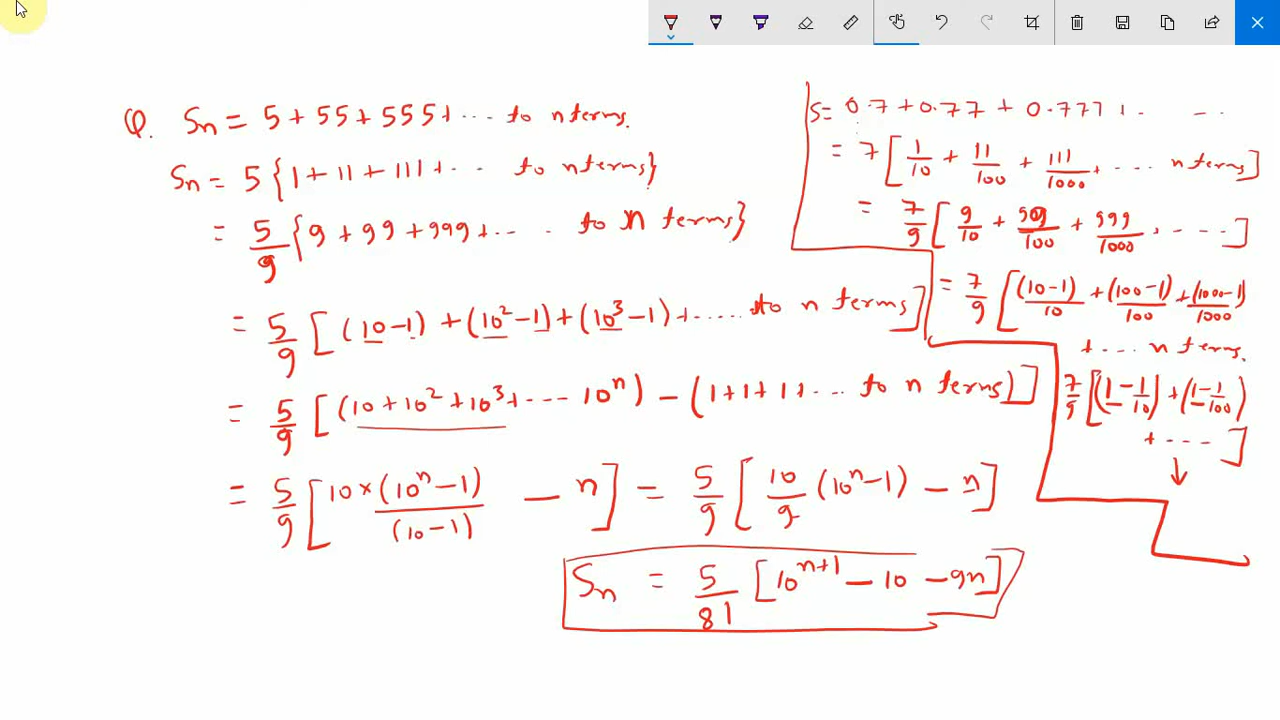 Q. Sn = 5 + 55 + 555 + ... to n terms.
Sn = 5 {1 + 11 + 111 + ... to n terms}
= 5/9 {9 + 99 + 999 + ... to n terms}
= 5/9 [(10-1) + (10²-1) + (10³-1) + ..... to n terms]
= 5/9 [(10 + 10² + 10³ + ... 10ⁿ) - (1+1+1+ ... to n terms)]
= 5/9 [10 × (10ⁿ-1)/(10-1) - n] = 5/9 [10/9 (10ⁿ-1) - n]
Sn = 5/81 [10ⁿ⁺¹ - 10 - 9n]
S = 0.7 + 0.77 + 0.777 + .. ...
= 7 [1/10 + 11/100 + 111/1000 + ... n terms]
= 7/9 [9/10 + 99/100 + 999/1000 + ....]
= 7/9 [(10-1)/10 + (100-1)/100 + (1000-1)/1000
+ ... n terms.
7/9 [(1 - 1/10) + (1 - 1/100)
+ ---- ]
↓